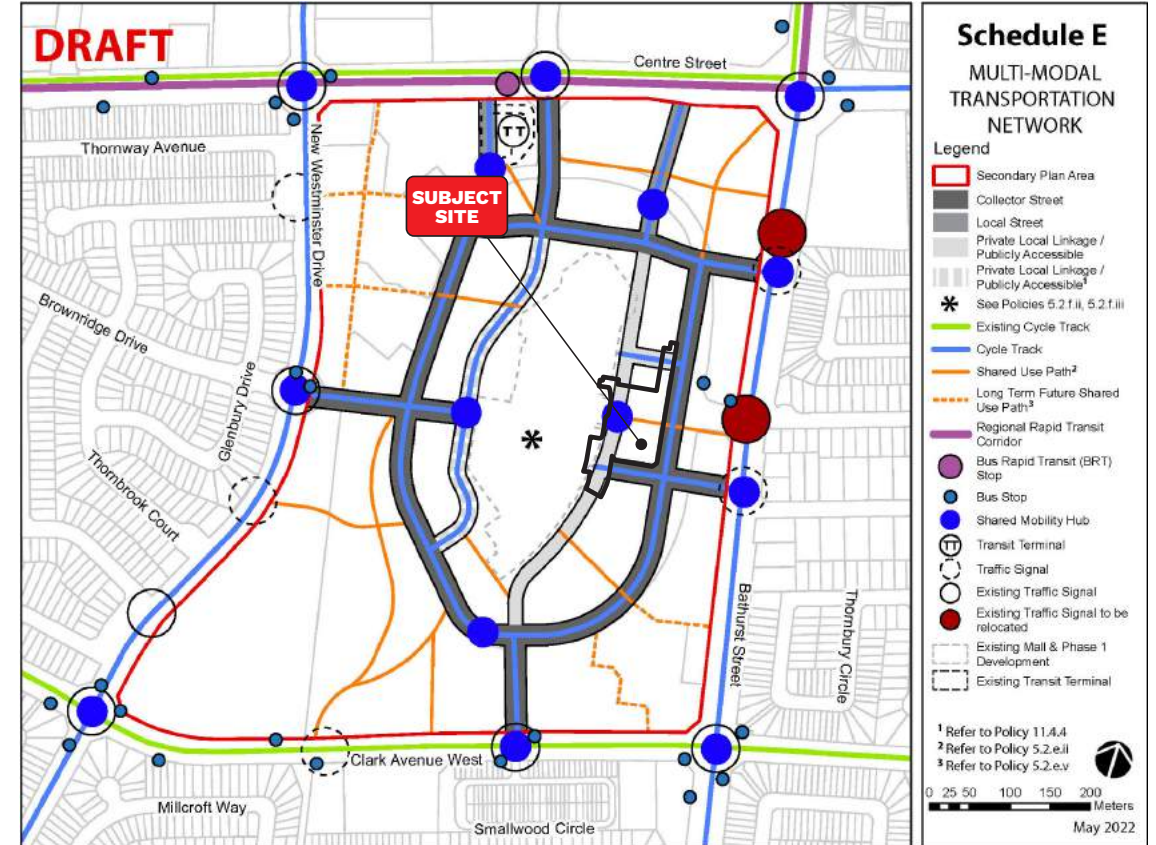 DRAFT
Centre Street
Thornway Avenue
New Westminster Drive
TT
SUBJECT
SITE
Brownridge Drive
Glenbury Drive
Thornbrook Court
*
Bathurst Street
Thornbury Circle
Clark Avenue West
Millcroft Way
Smallwood Circle
Schedule E
MULTI-MODAL
TRANSPORTATION
NETWORK
Legend
Secondary Plan Area
Collector Street
Local Street
Private Local Linkage /
Publicly Accessible
Private Local Linkage /
Publicly Accessible¹
* See Policies 5.2.f.ii, 5.2.f.iii
Existing Cycle Track
Cycle Track
Shared Use Path²
Long Term Future Shared
Use Path³
Regional Rapid Transit
Corridor
Bus Rapid Transit (BRT)
Stop
Bus Stop
Shared Mobility Hub
TT Transit Terminal
Traffic Signal
Existing Traffic Signal
Existing Traffic Signal to be
relocated
Existing Mall & Phase 1
Development
Existing Transit Terminal
¹ Refer to Policy 11.4.4
² Refer to Policy 5.2.e.ii
³ Refer to Policy 5.2.e.v
0 25 50 100 150 200
Meters
May 2022